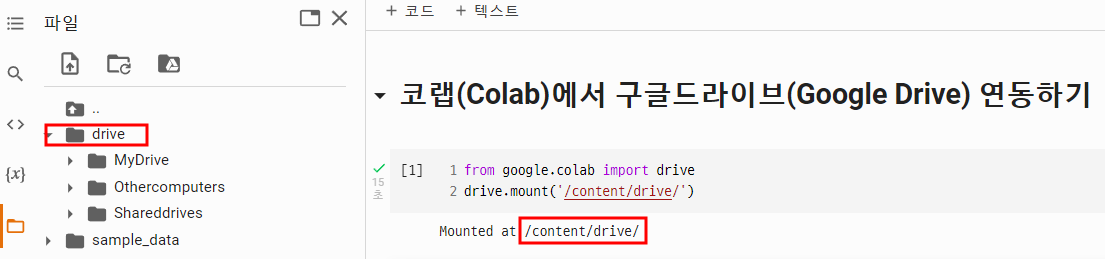 파일
..
drive
MyDrive
Othercomputers
Shareddrives
sample_data
{x}
+ 코드 + 텍스트
코랩(Colab)에서 구글드라이브(Google Drive) 연동하기
[1] 1 from google.colab import drive
15초 2 drive.mount('/content/drive/')
Mounted at /content/drive/